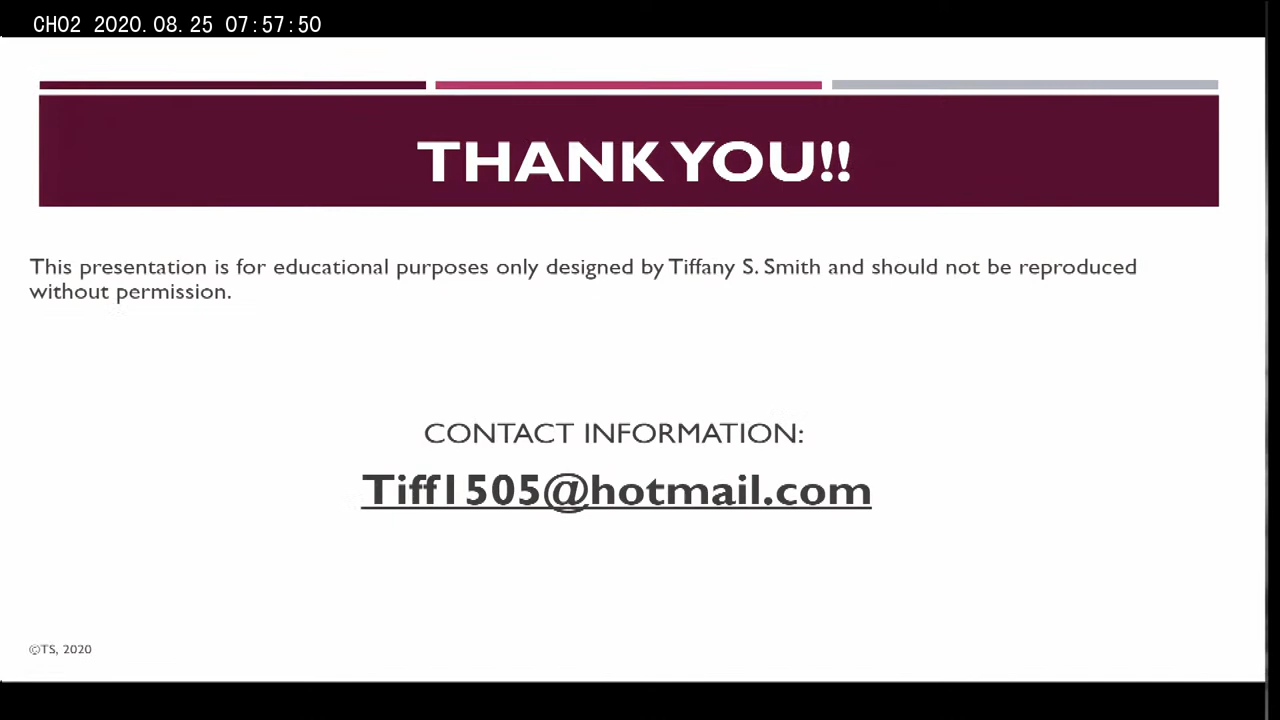 CH02 2020.08.25 07:57:50
THANK YOU!!
This presentation is for educational purposes only designed by Tiffany S. Smith and should not be reproduced
without permission.
CONTACT INFORMATION:
Tiff1505@hotmail.com
©TS, 2020